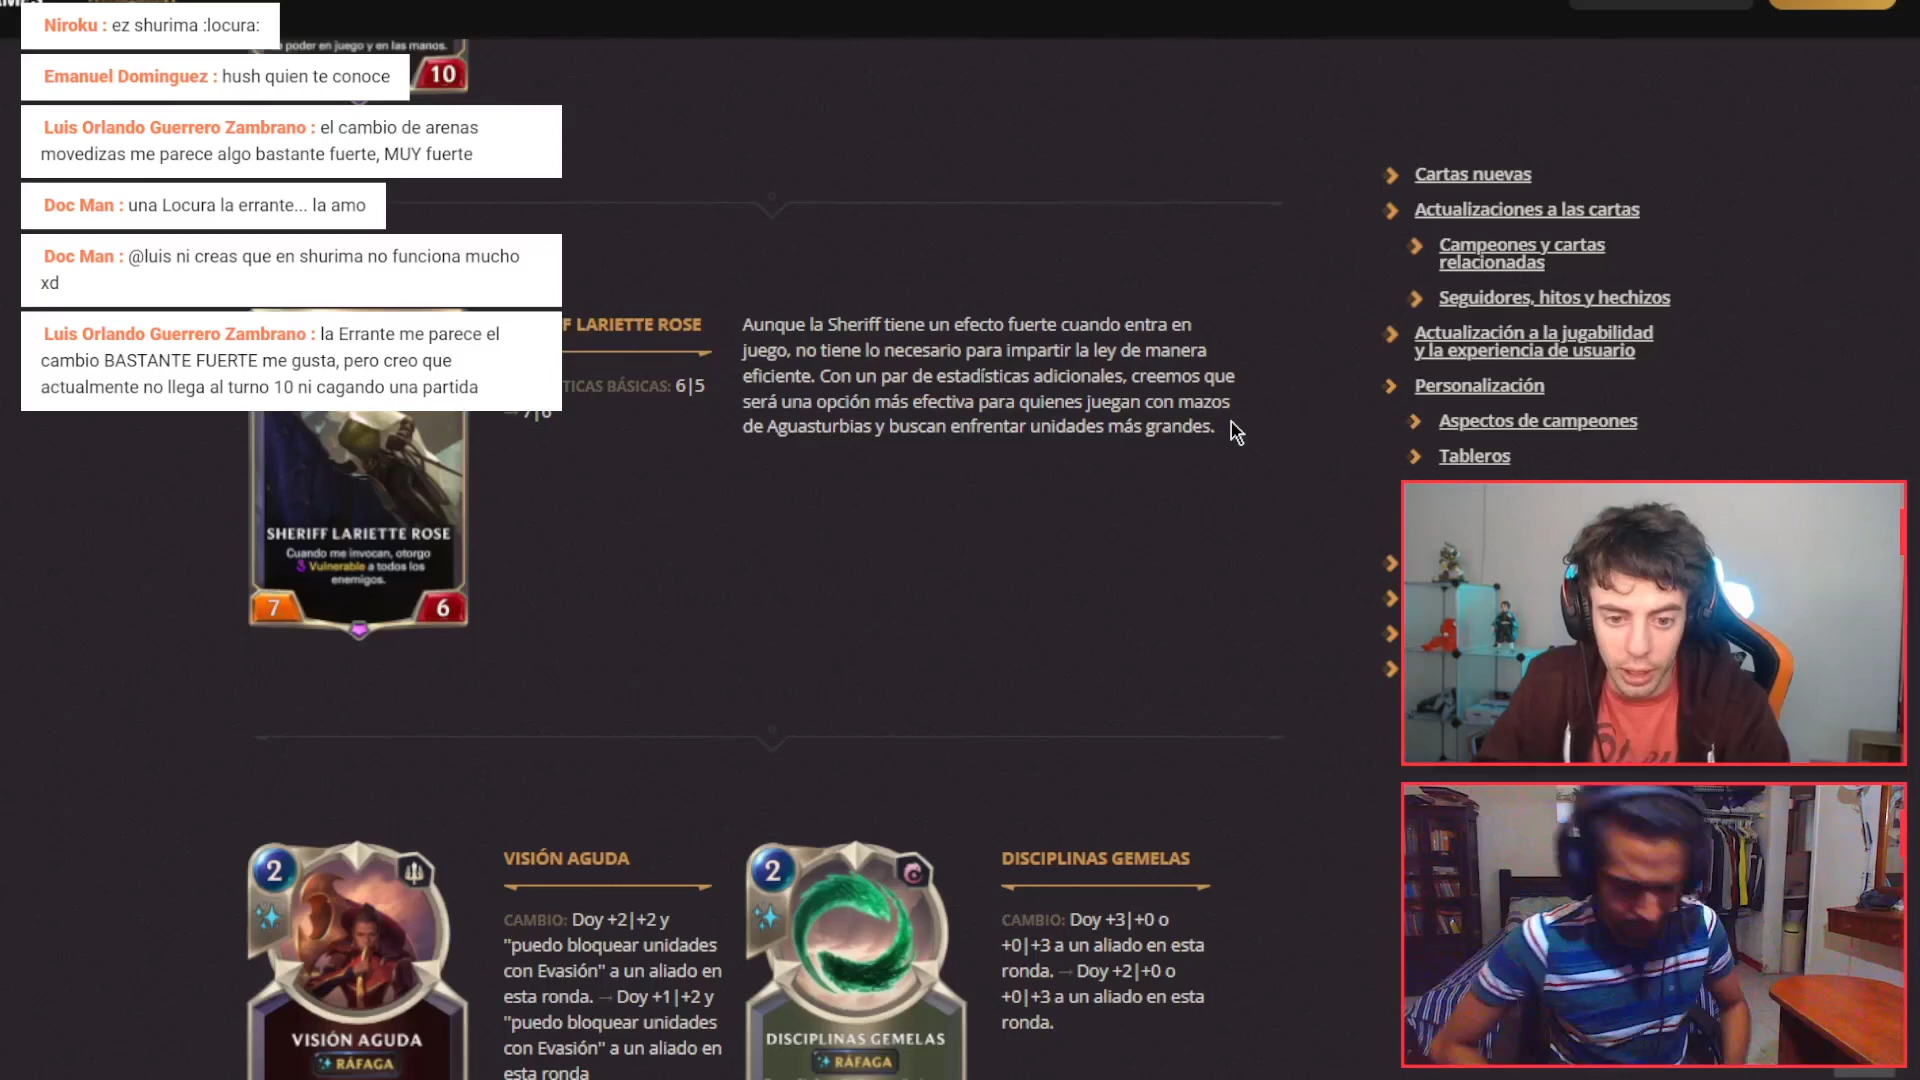 Niroku : ez shurima :locura:
poder en juego y en las manos.
10
Emanuel Dominguez : hush quien te conoce
Luis Orlando Guerrero Zambrano : el cambio de arenas
movedizas me parece algo bastante fuerte, MUY fuerte
Doc Man : una Locura la errante... la amo
Doc Man : @luis ni creas que en shurima no funciona mucho
xd
Luis Orlando Guerrero Zambrano : la Errante me parece el
cambio BASTANTE FUERTE me gusta, pero creo que
actualmente no llega al turno 10 ni cagando una partida
F LARIETTE ROSE
TICAS BÁSICAS: 6|5
→ 7|6
Aunque la Sheriff tiene un efecto fuerte cuando entra en
juego, no tiene lo necesario para impartir la ley de manera
eficiente. Con un par de estadísticas adicionales, creemos que
será una opción más efectiva para quienes juegan con mazos
de Aguasturbias y buscan enfrentar unidades más grandes.
SHERIFF LARIETTE ROSE
Cuando me invocan, otorgo
Vulnerable a todos los
enemigos.
7
6
Cartas nuevas
Actualizaciones a las cartas
Campeones y cartas
relacionadas
Seguidores, hitos y hechizos
Actualización a la jugabilidad
y la experiencia de usuario
Personalización
Aspectos de campeones
Tableros
2
VISIÓN AGUDA
RÁFAGA
VISIÓN AGUDA
CAMBIO: Doy +2|+2 y
"puedo bloquear unidades
con Evasión" a un aliado en
esta ronda. → Doy +1|+2 y
"puedo bloquear unidades
con Evasión" a un aliado en
esta ronda
2
DISCIPLINAS GEMELAS
RÁFAGA
DISCIPLINAS GEMELAS
CAMBIO: Doy +3|+0 o
+0|+3 a un aliado en esta
ronda. → Doy +2|+0 o
+0|+3 a un aliado en esta
ronda.